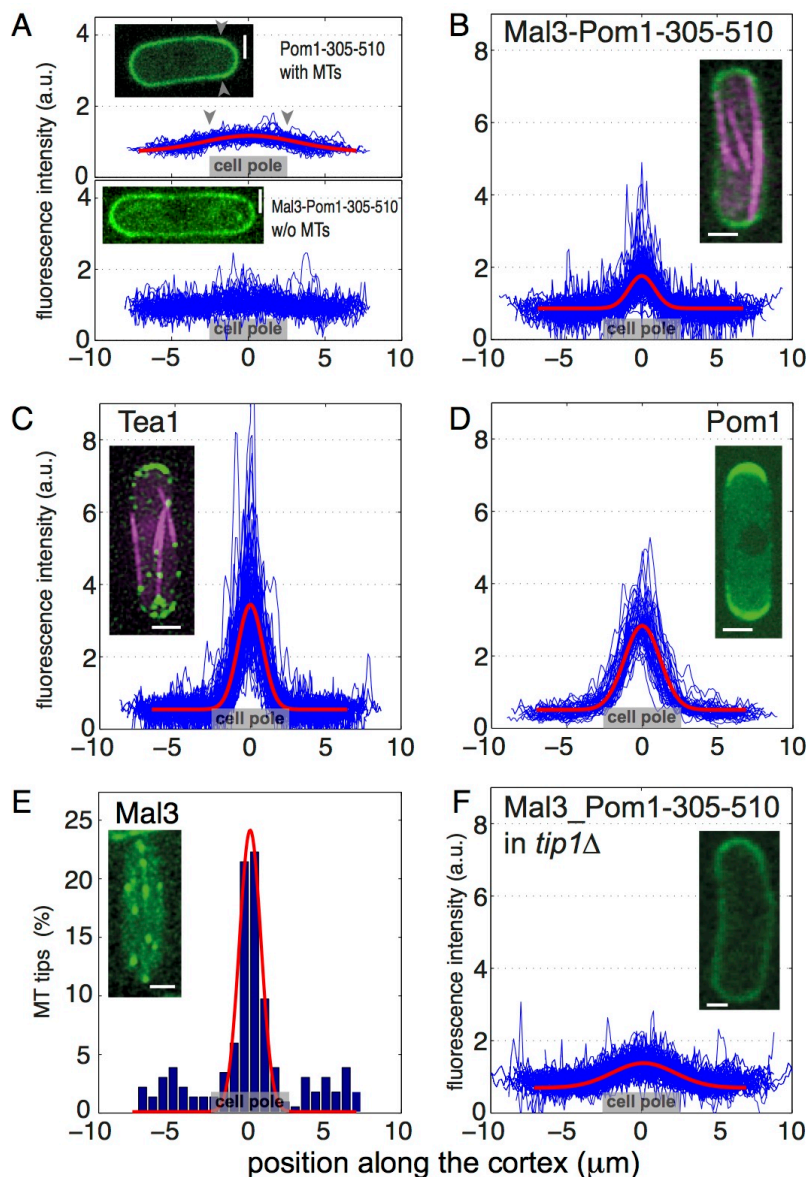 A
Pom1-305-510
with MTs
4
2
0
cell pole
Mal3-Pom1-305-510
w/o MTs
4
2
0
cell pole
fluorescence intensity (a.u.)
−10 −5 0 5 10
B
Mal3-Pom1-305-510
8
6
4
2
0
cell pole
−10 −5 0 5 10
C
Tea1
8
6
4
2
0
cell pole
fluorescence intensity (a.u.)
−10 −5 0 5 10
D
Pom1
8
6
4
2
0
cell pole
−10 −5 0 5 10
E
Mal3
25
20
15
10
5
0
cell pole
MT tips (%)
−10 −5 0 5 10
F
Mal3_Pom1-305-510
in tip1Δ
8
6
4
2
0
cell pole
fluorescence intensity (a.u.)
−10 −5 0 5 10
position along the cortex (μm)